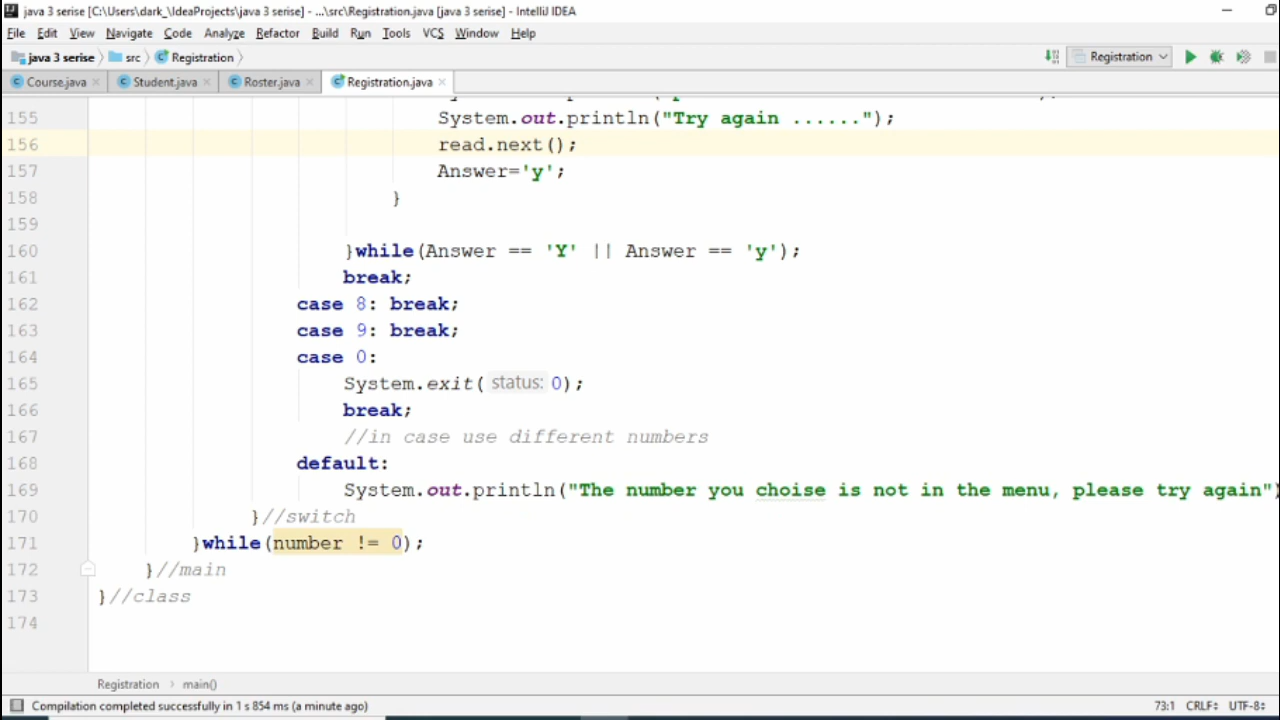 java 3 serise [C:\Users\dark_\IdeaProjects\java 3 serise] - ...\src\Registration.java [java 3 serise] - IntelliJ IDEA
File Edit View Navigate Code Analyze Refactor Build Run Tools VCS Window Help
java 3 serise src Registration Registration
Course.java Student.java Roster.java Registration.java
155 System.out.println("Try again ......");
156 read.next();
157 Answer='y';
158 }
159
160 }while(Answer == 'Y' || Answer == 'y');
161 break;
162 case 8: break;
163 case 9: break;
164 case 0:
165 System.exit( status: 0);
166 break;
167 //in case use different numbers
168 default:
169 System.out.println("The number you choise is not in the menu, please try again")
170 }//switch
171 }while(number != 0);
172 }//main
173 }//class
174
Registration main()
Compilation completed successfully in 1 s 854 ms (a minute ago) 73:1 CRLF UTF-8